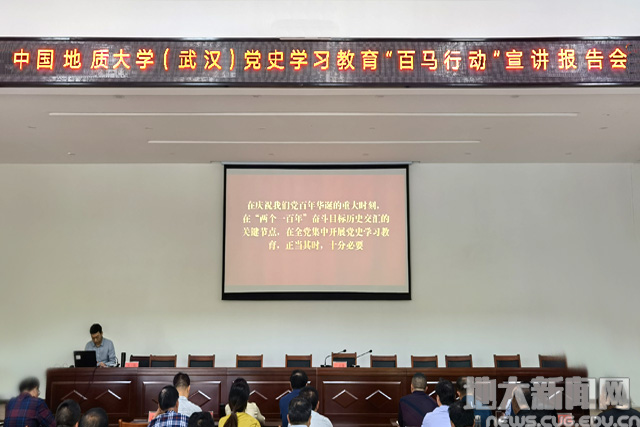 中国地质大学(武汉)党史学习教育“百马行动”宣讲报告会
在庆祝我们党百年华诞的重大时刻，
在“两个一百年”奋斗目标历史交汇的
关键节点，在全党集中开展党史学习教
育，正当其时，十分必要
地大新闻网
news.cug.edu.cn